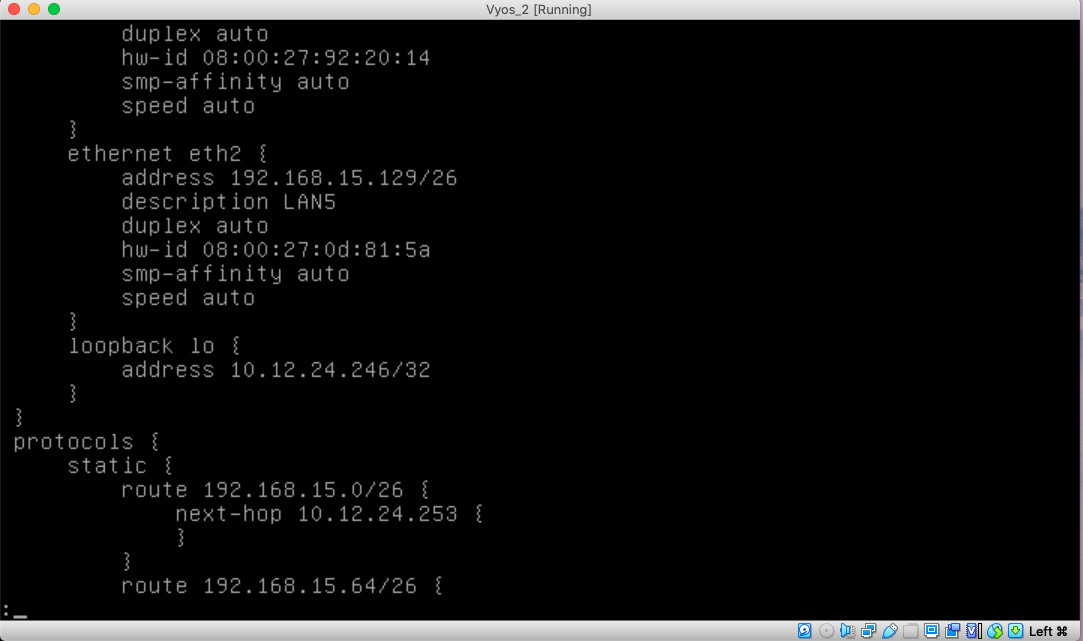 Vyos_2 [Running]
duplex auto
hw-id 08:00:27:92:20:14
smp-affinity auto
speed auto
}
ethernet eth2 {
address 192.168.15.129/26
description LAN5
duplex auto
hw-id 08:00:27:0d:81:5a
smp-affinity auto
speed auto
}
loopback lo {
address 10.12.24.246/32
}
}
protocols {
static {
route 192.168.15.0/26 {
next-hop 10.12.24.253 {
}
}
route 192.168.15.64/26 {
:_
Left ⌘